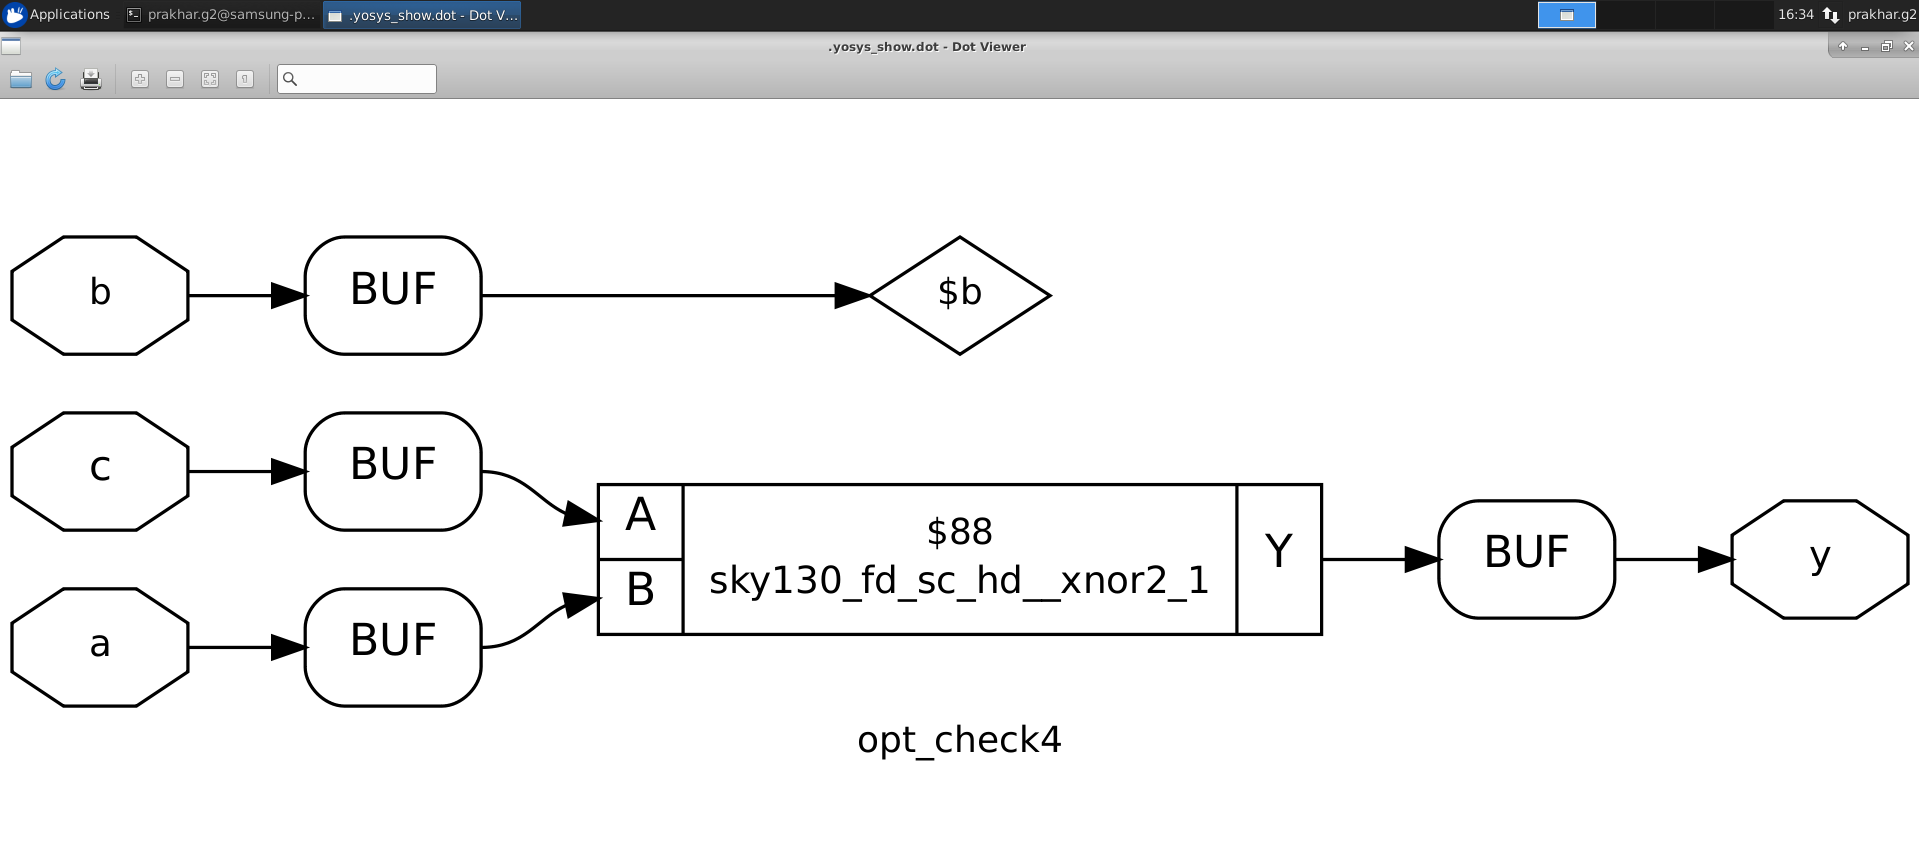 Applications prakhar.g2@samsung-p... .yosys_show.dot - Dot V... 16:34 prakhar.g2
.yosys_show.dot - Dot Viewer
b BUF $b
c BUF
A
$88
BUF
Y
y
sky130_fd_sc_hd__xnor2_1
B
a BUF
opt_check4